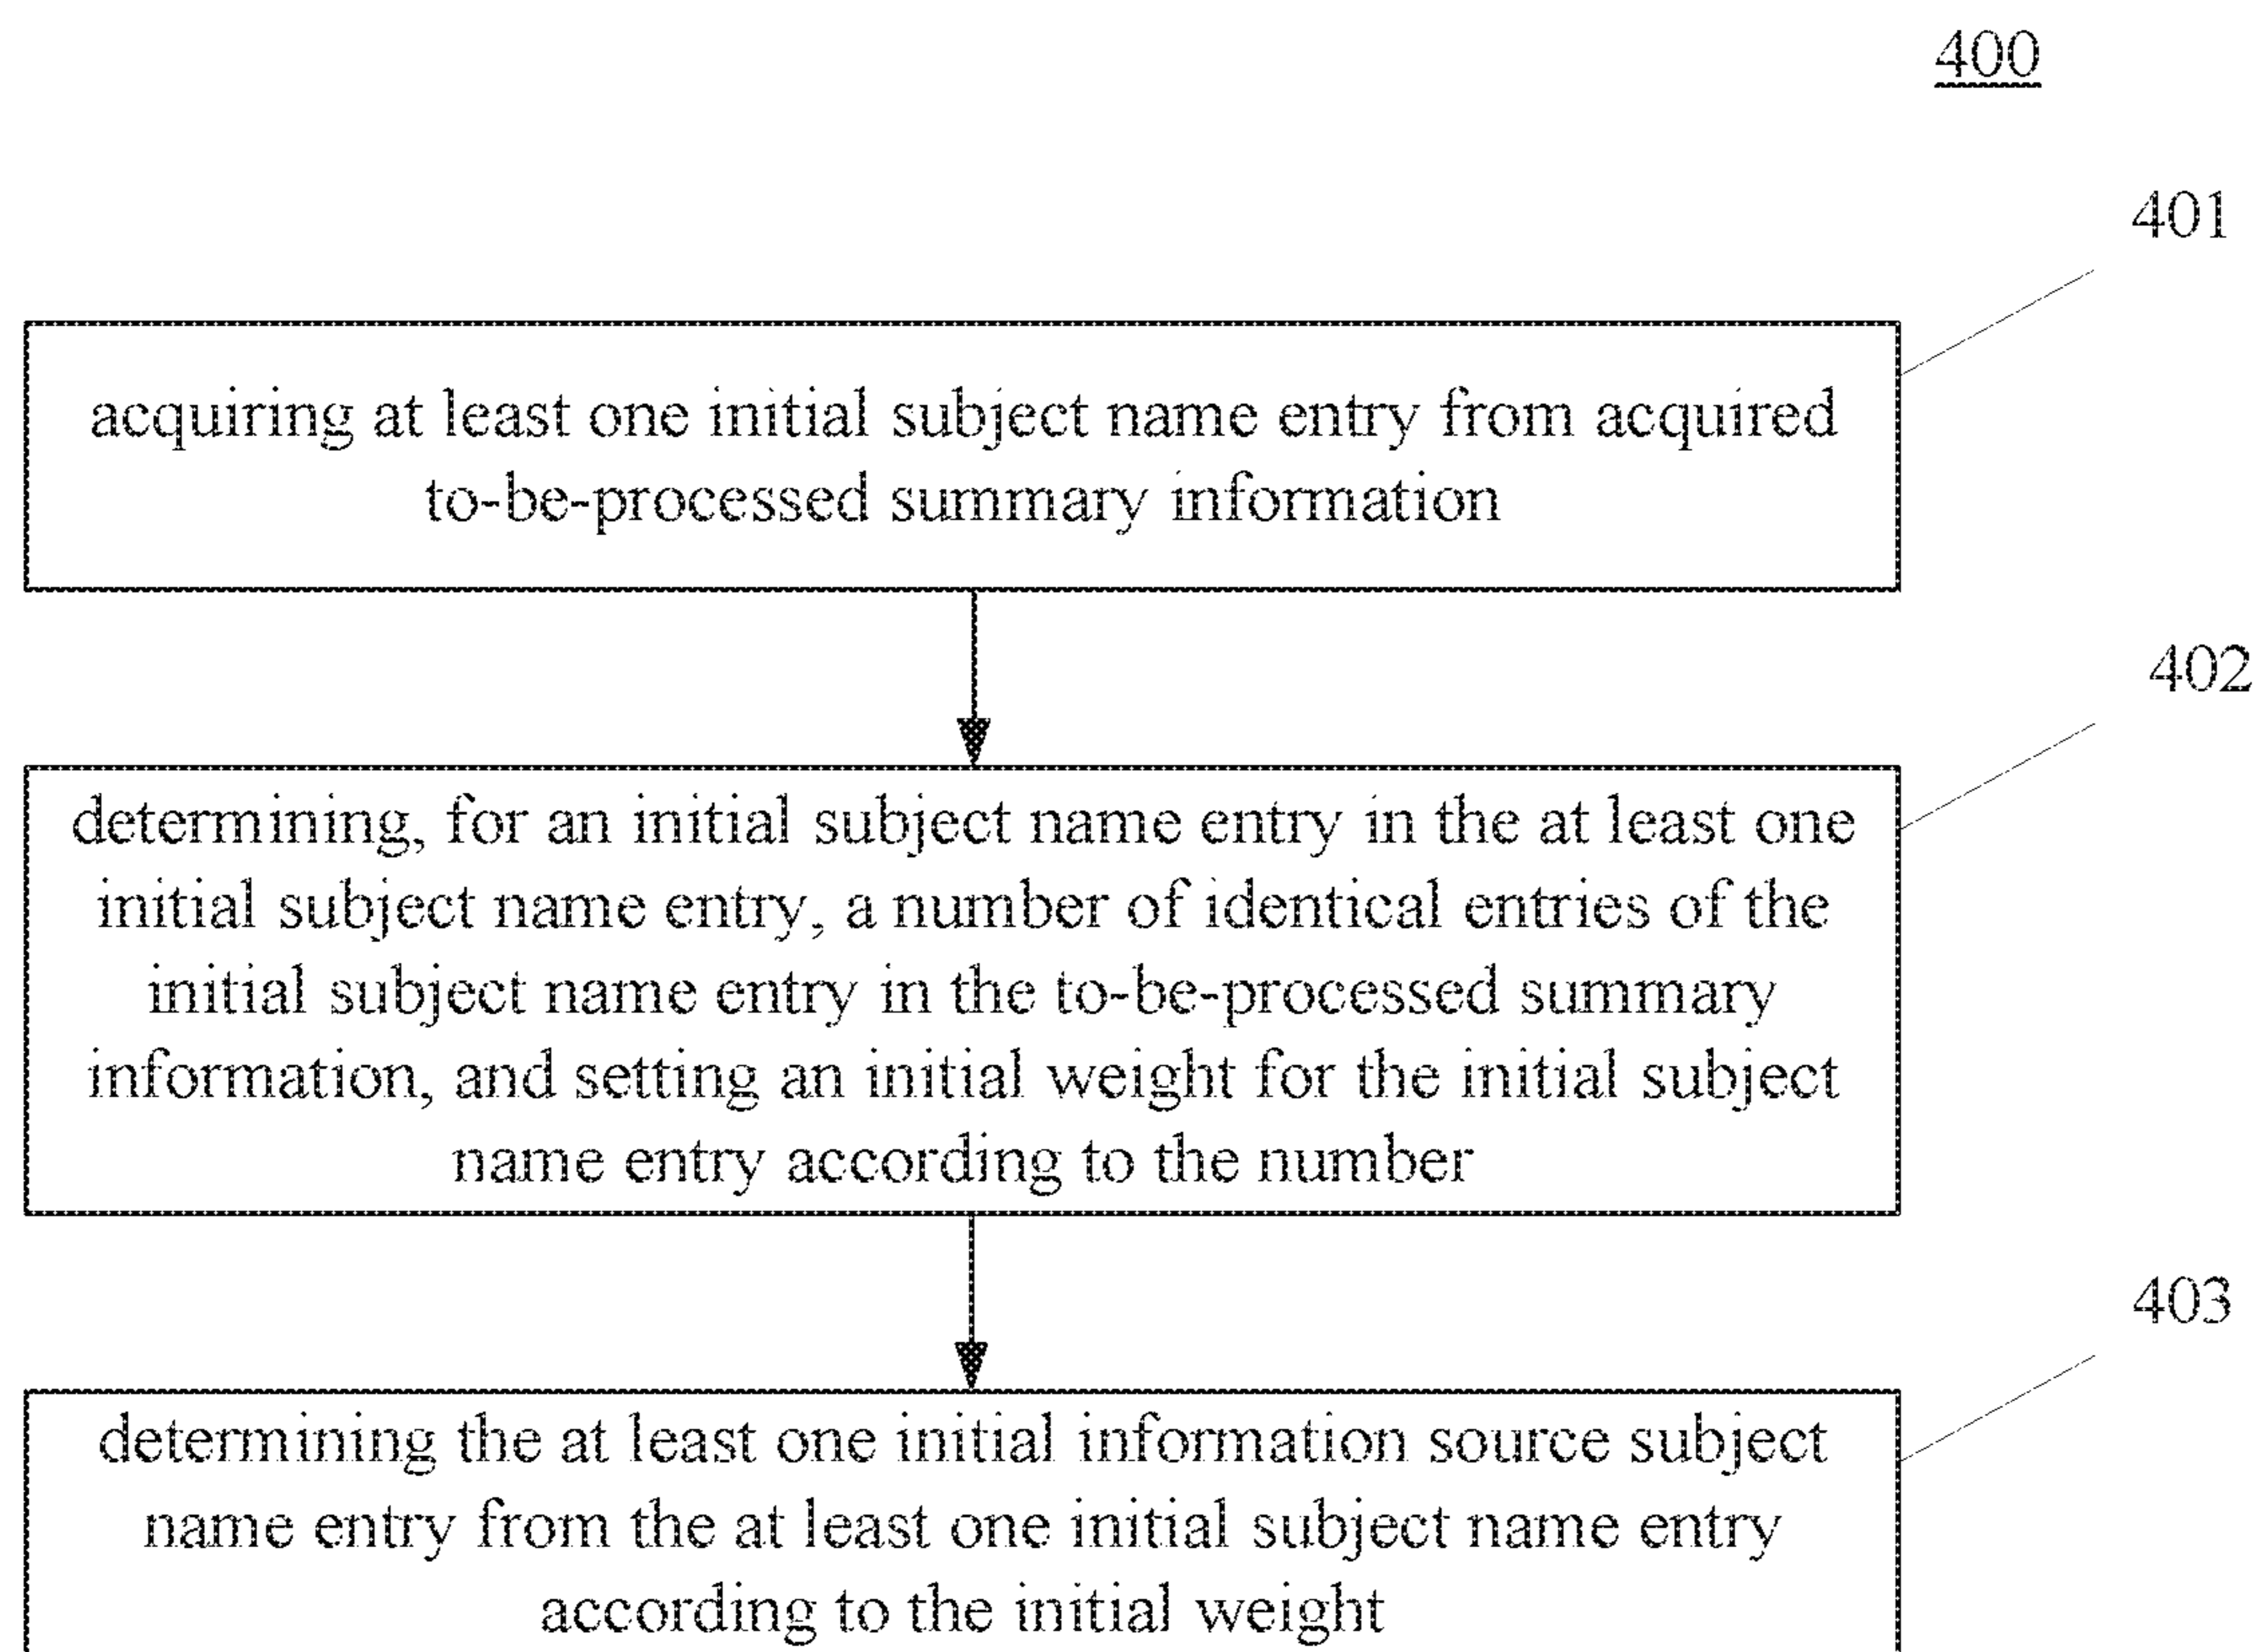 400
401
acquiring at least one initial subject name entry from acquired
to-be-processed summary information
402
determining, for an initial subject name entry in the at least one
initial subject name entry, a number of identical entries of the
initial subject name entry in the to-be-processed summary
information, and setting an initial weight for the initial subject
name entry according to the number
403
determining the at least one initial information source subject
name entry from the at least one initial subject name entry
according to the initial weight